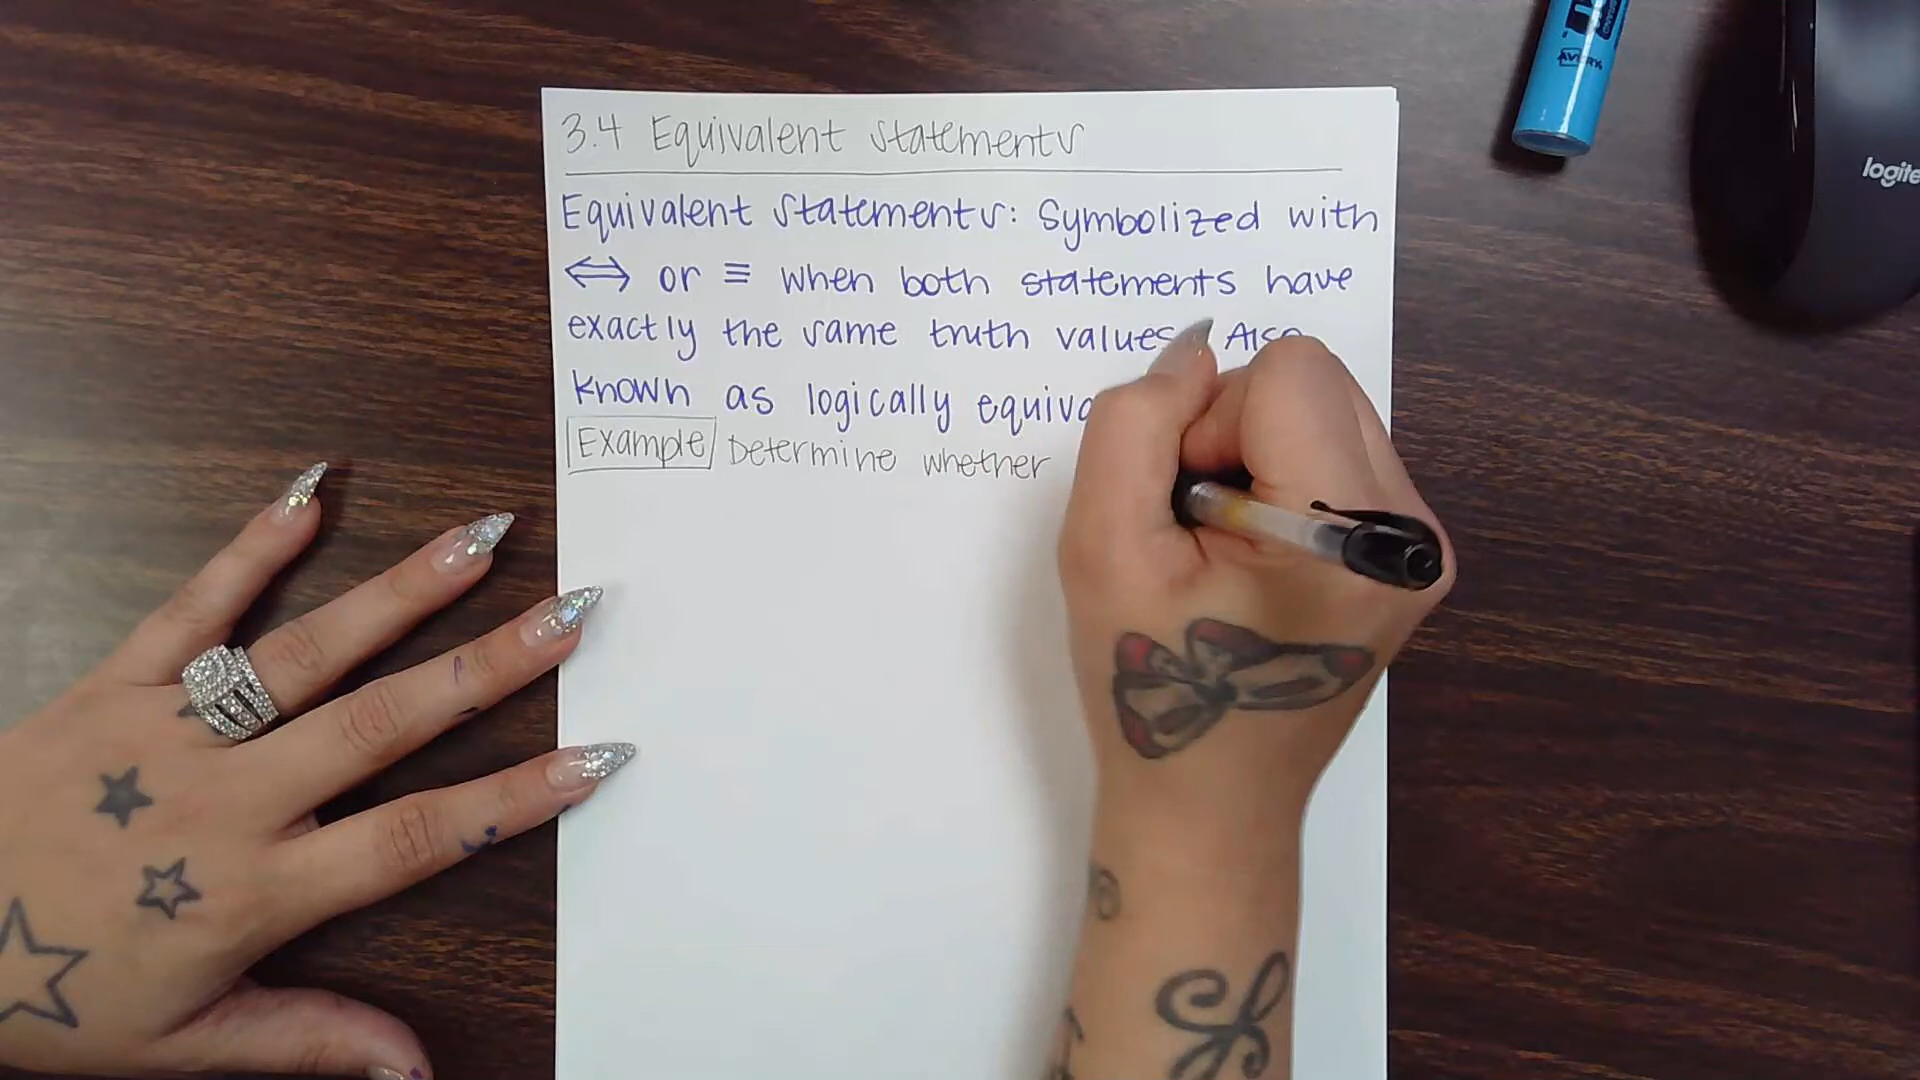 3.4 Equivalent Statements
Equivalent Statements: Symbolized with
⟺ or ≡ when both statements have
exactly the same truth values. Also
known as logically
Example Determine whether
AVERY